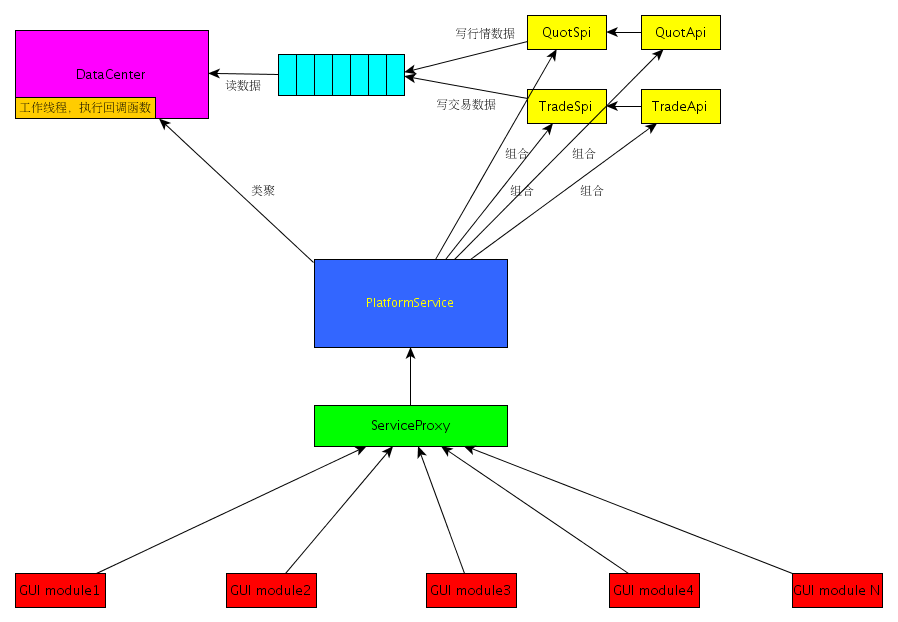 写行情数据
QuotSpi
QuotApi
DataCenter
读数据
工作线程，执行回调函数
写交易数据
TradeSpi
TradeApi
组合
组合
类聚
组合
组合
PlatformService
ServiceProxy
GUI module1
GUI module2
GUI module3
GUI module4
GUI module N